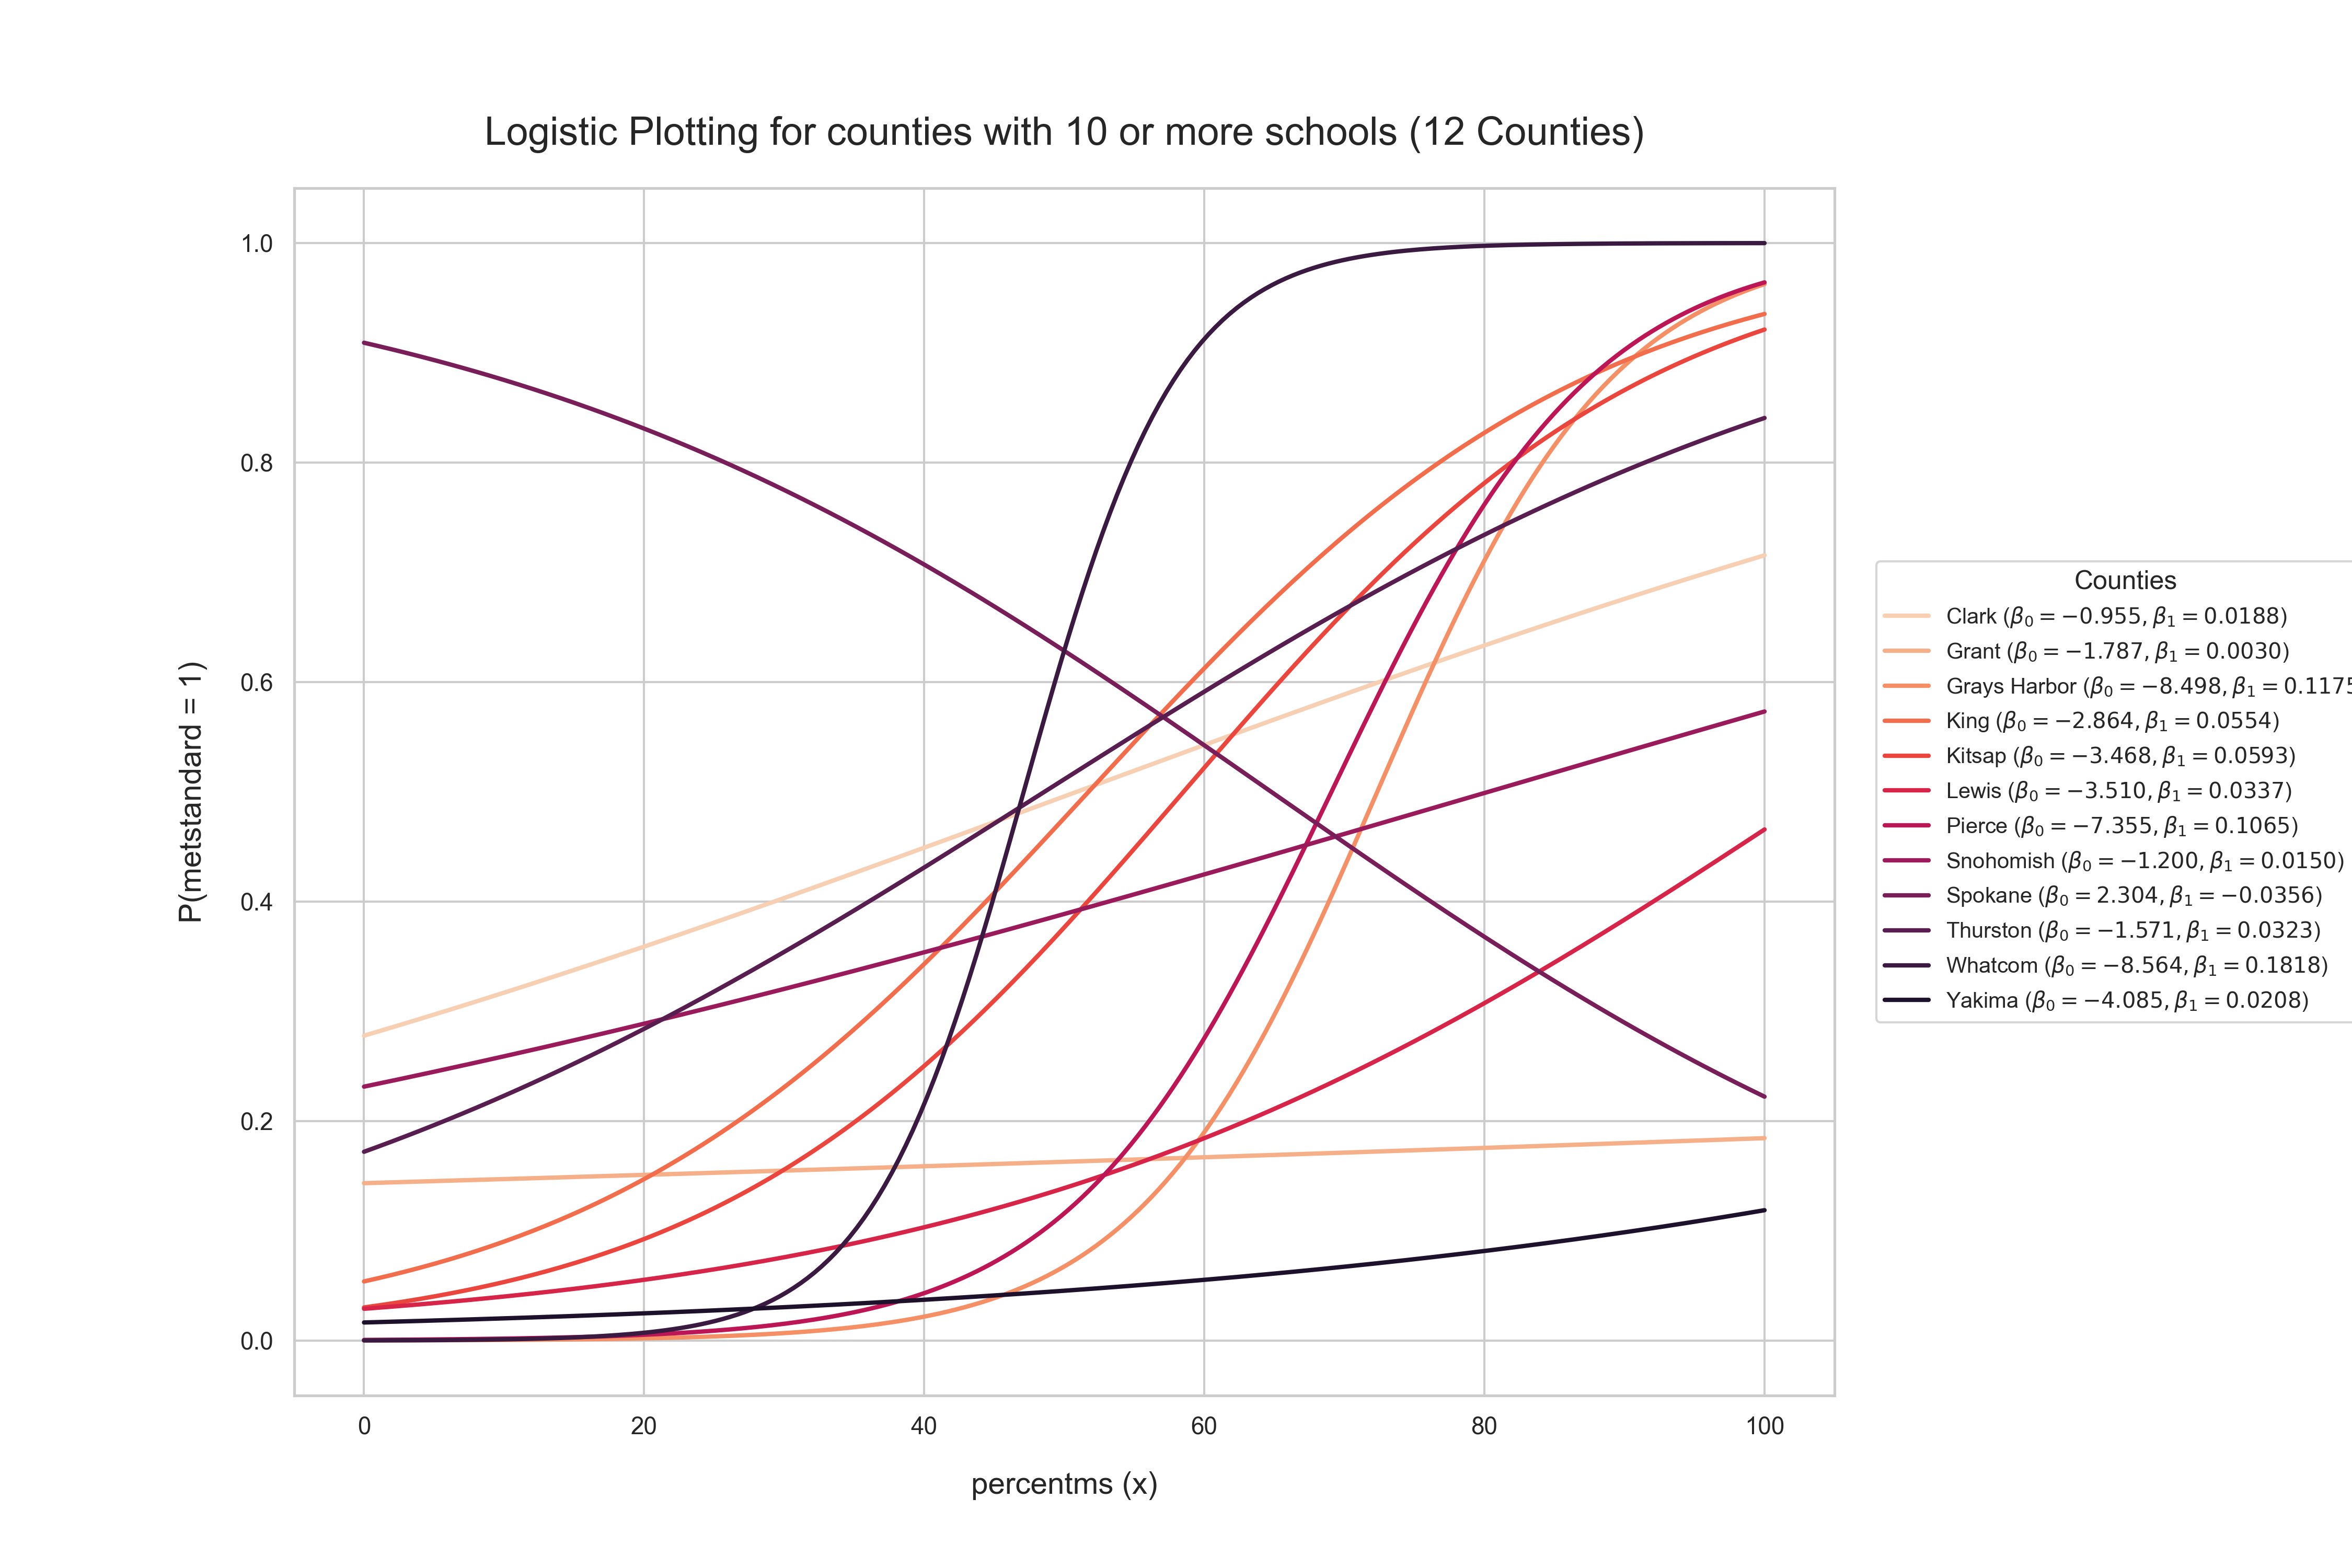 Logistic Plotting for counties with 10 or more schools (12 Counties)
P(metstandard = 1)
1.0
0.8
0.6
0.4
0.2
0.0
0 20 40 60 80 100
percentms (x)
Counties
Clark (β₀ = −0.955, β₁ = 0.0188)
Grant (β₀ = −1.787, β₁ = 0.0030)
Grays Harbor (β₀ = −8.498, β₁ = 0.1175
King (β₀ = −2.864, β₁ = 0.0554)
Kitsap (β₀ = −3.468, β₁ = 0.0593)
Lewis (β₀ = −3.510, β₁ = 0.0337)
Pierce (β₀ = −7.355, β₁ = 0.1065)
Snohomish (β₀ = −1.200, β₁ = 0.0150)
Spokane (β₀ = 2.304, β₁ = −0.0356)
Thurston (β₀ = −1.571, β₁ = 0.0323)
Whatcom (β₀ = −8.564, β₁ = 0.1818)
Yakima (β₀ = −4.085, β₁ = 0.0208)